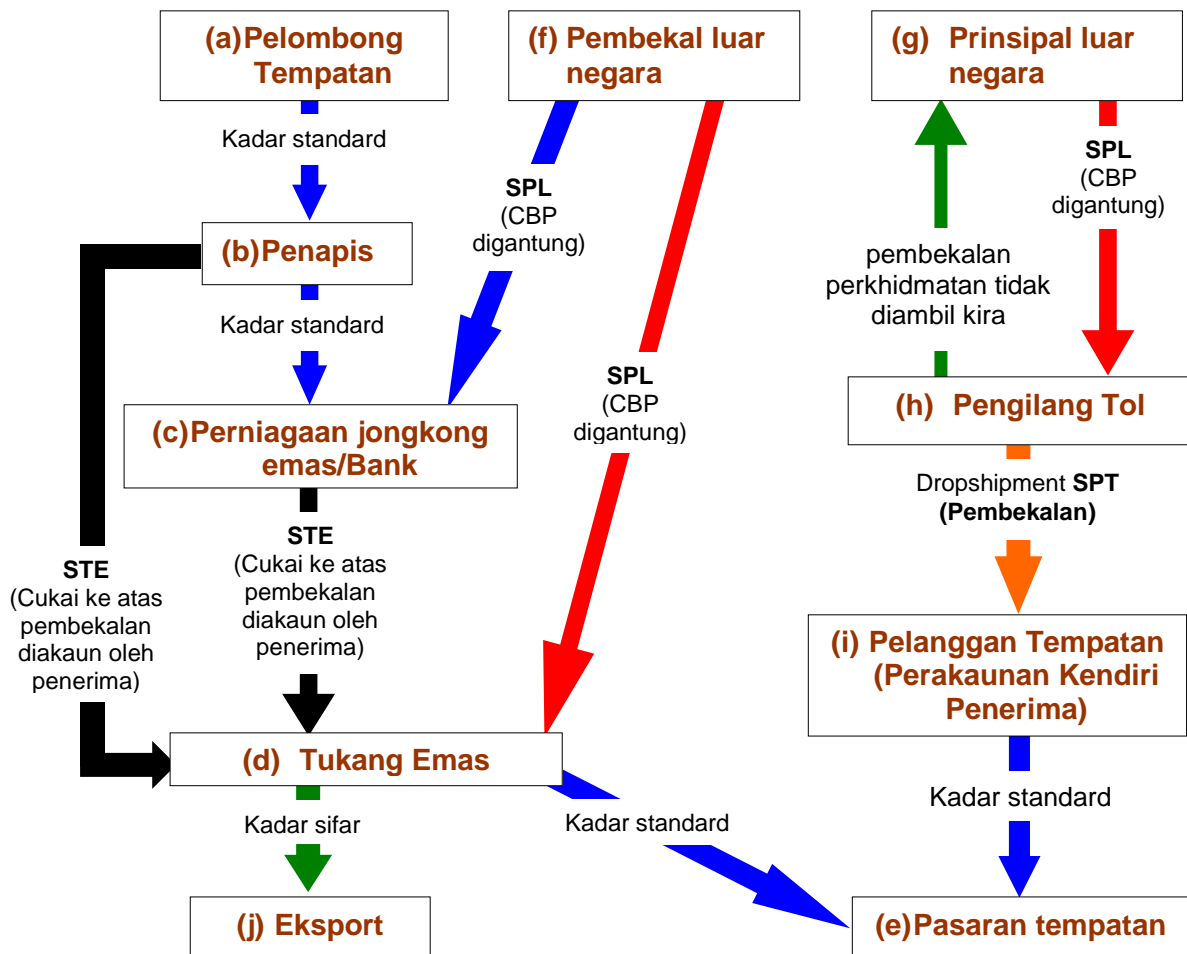 (a)Pelombong
Tempatan
(f) Pembekal luar
negara
(g) Prinsipal luar
negara
Kadar standard
SPL
(CBP
digantung)
SPL
(CBP
digantung)
(b)Penapis
pembekalan
perkhidmatan tidak
diambil kira
Kadar standard
SPL
(CBP
digantung)
(c)Perniagaan jongkong
emas/Bank
(h) Pengilang Tol
Dropshipment SPT
(Pembekalan)
STE
(Cukai ke atas
pembekalan
diakaun oleh
penerima)
STE
(Cukai ke atas
pembekalan
diakaun oleh
penerima)
(i) Pelanggan Tempatan
(Perakaunan Kendiri
Penerima)
(d) Tukang Emas
Kadar sifar
Kadar standard
Kadar standard
(j) Eksport
(e)Pasaran tempatan